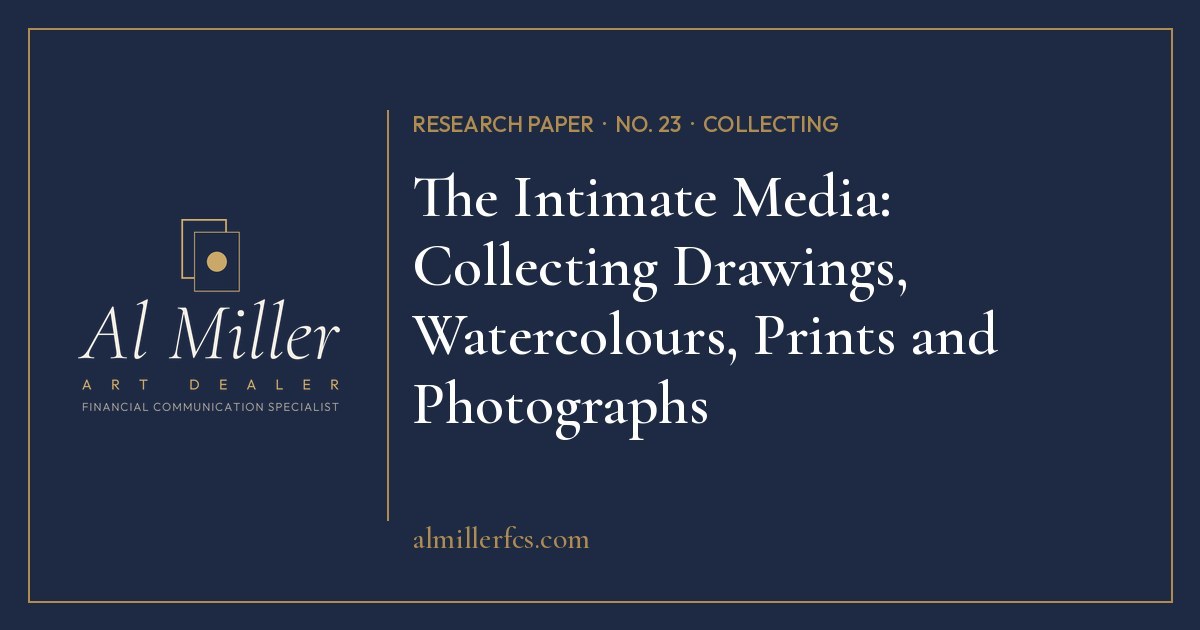 RESEARCH PAPER · NO. 23 · COLLECTING
The Intimate Media:
Collecting Drawings,
Watercolours, Prints and
Photographs
Al Miller
ART DEALER
FINANCIAL COMMUNICATION SPECIALIST
almillerfcs.com